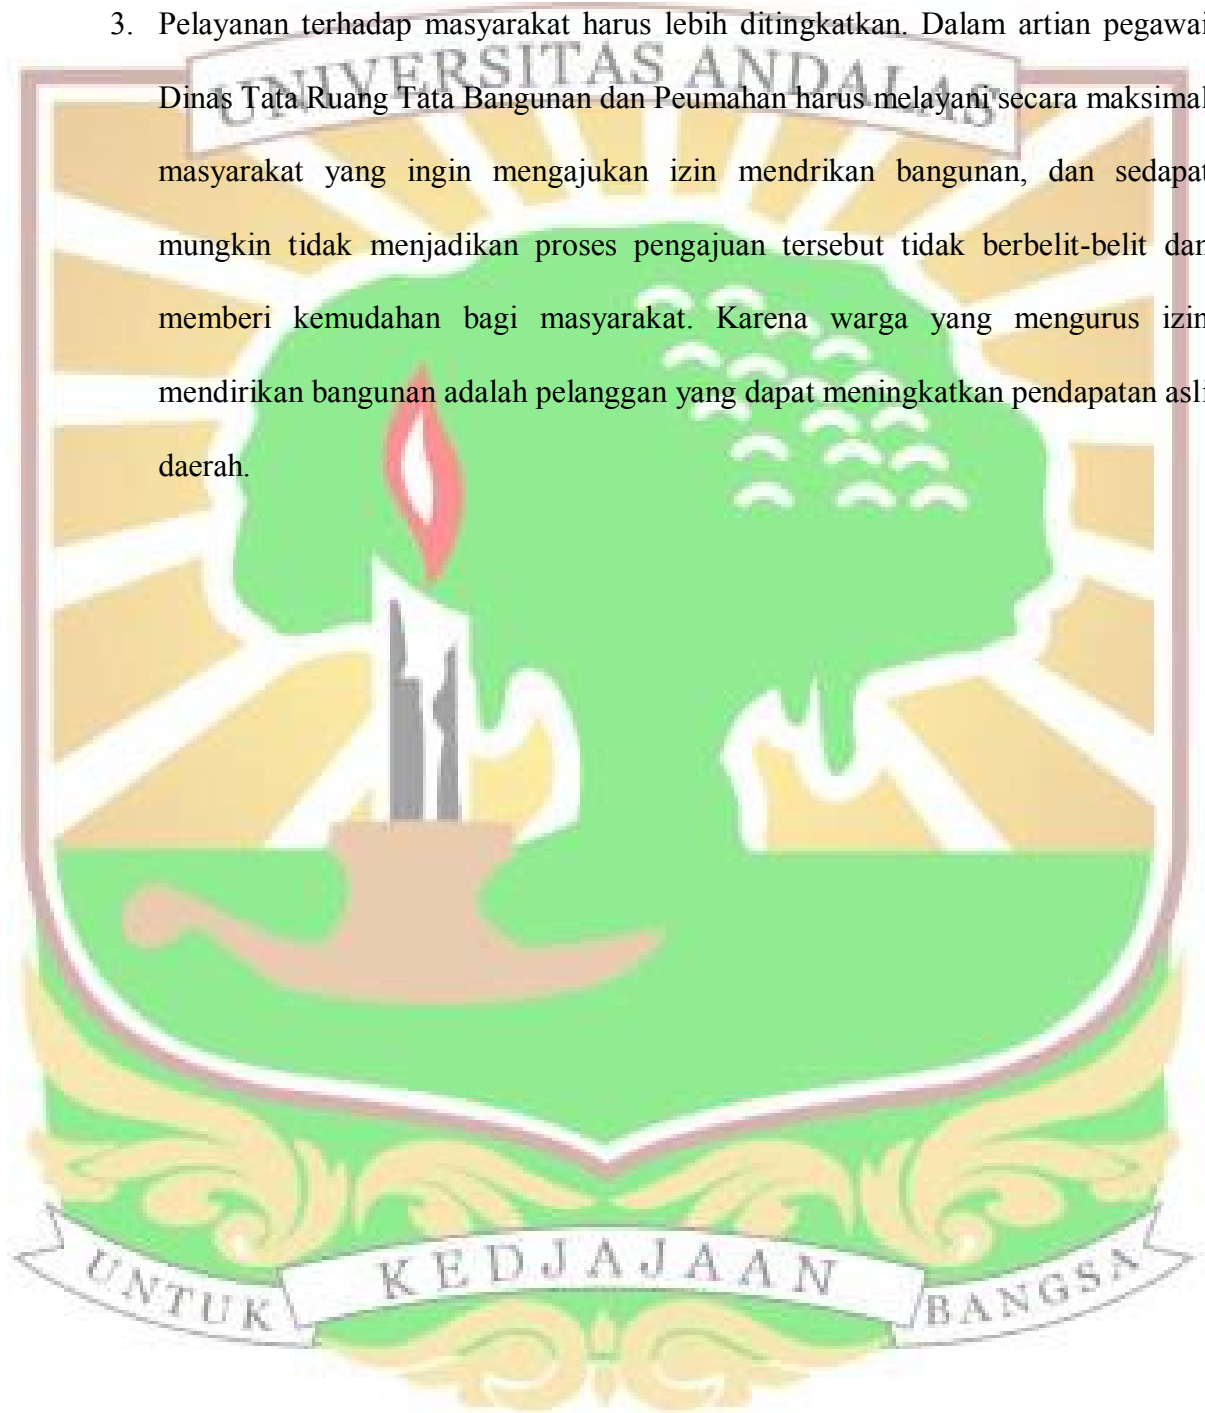 3. Pelayanan terhadap masyarakat harus lebih ditingkatkan. Dalam artian pegawai
UNIVERSITAS ANDALAS
Dinas Tata Ruang Tata Bangunan dan Peumahan harus melayani secara maksimal
masyarakat yang ingin mengajukan izin mendrikan bangunan, dan sedapat
mungkin tidak menjadikan proses pengajuan tersebut tidak berbelit-belit dan
memberi kemudahan bagi masyarakat. Karena warga yang mengurus izin
mendirikan bangunan adalah pelanggan yang dapat meningkatkan pendapatan asli
daerah.
UNTUK KEDJAJAAN BANGSA